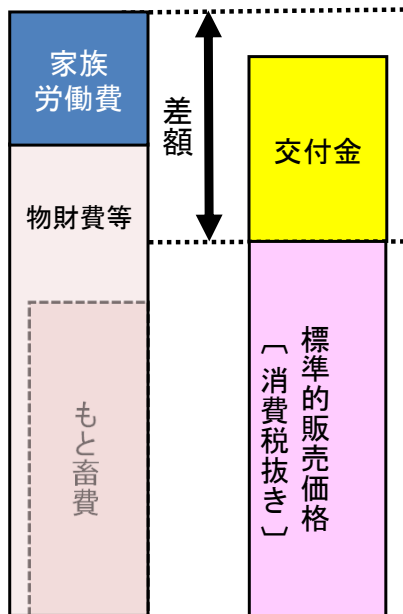 家族
労働費
物財費等
もと畜費
差額
交付金
標準的販売価格
〔消費税抜き〕